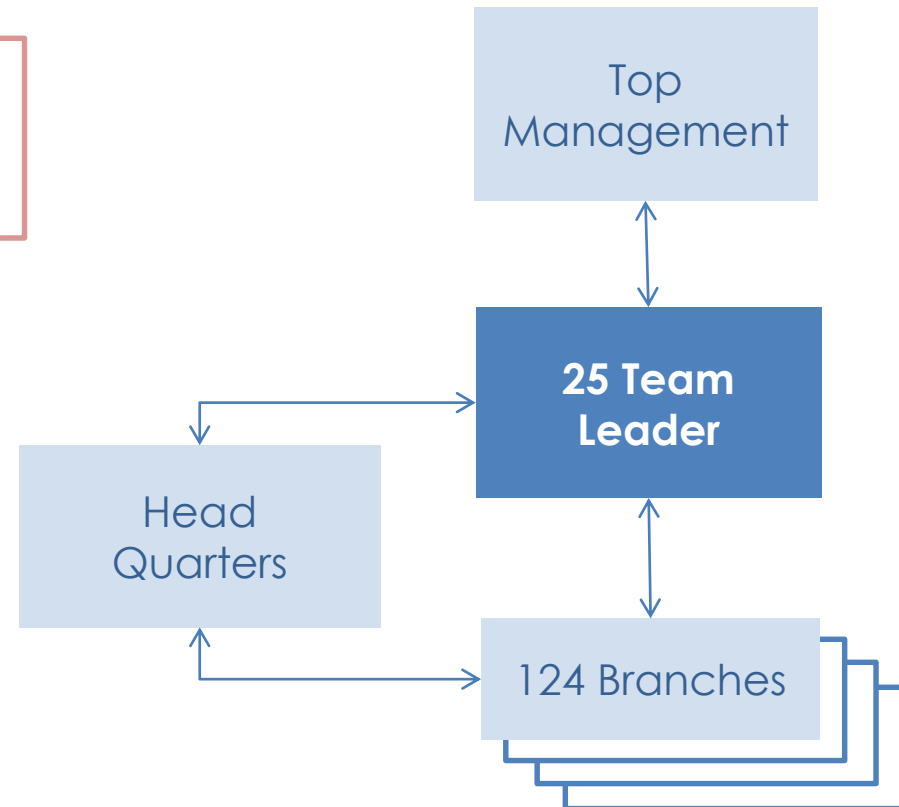 Top
Management
25 Team
Leader
Head
Quarters
124 Branches